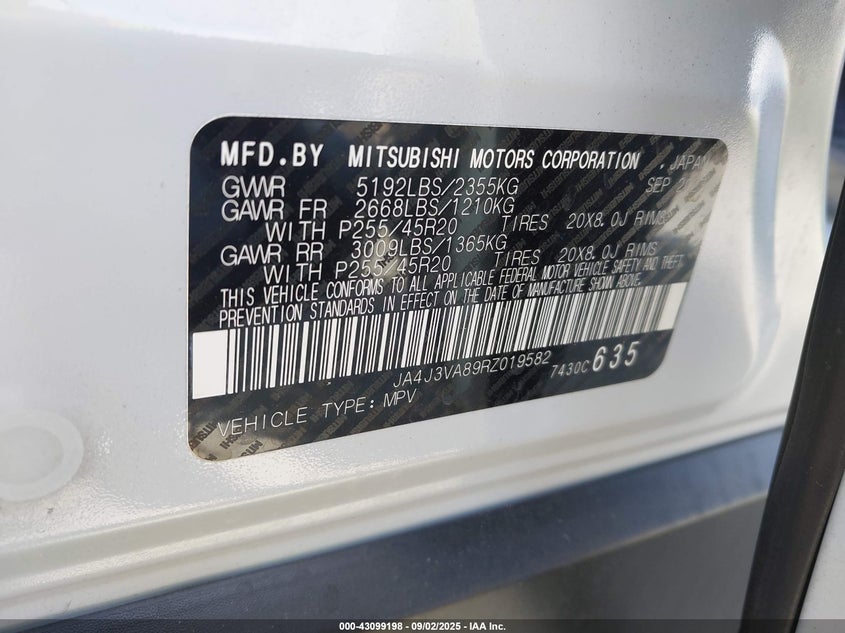 MFD.BY MITSUBISHI MOTORS CORPORATION .JAPAN
GVWR 5192LBS/2355KG SEP
GAWR FR 2668LBS/1210KG
WITH P255/45R20 TIRES 20X8.0J RIMS
GAWR RR 3009LBS/1365KG
WITH P255/45R20 TIRES 20X8.0J RIMS
THIS VEHICLE CONFORMS TO ALL APPLICABLE FEDERAL MOTOR VEHICLE SAFETY AND THEFT
PREVENTION STANDARDS IN EFFECT ON THE DATE OF MANUFACTURE SHOWN ABOVE.
JA4J3VA89RZ019582 7430C 635
VEHICLE TYPE: MPV
000-43099198 - 09/02/2025 - IAA Inc.